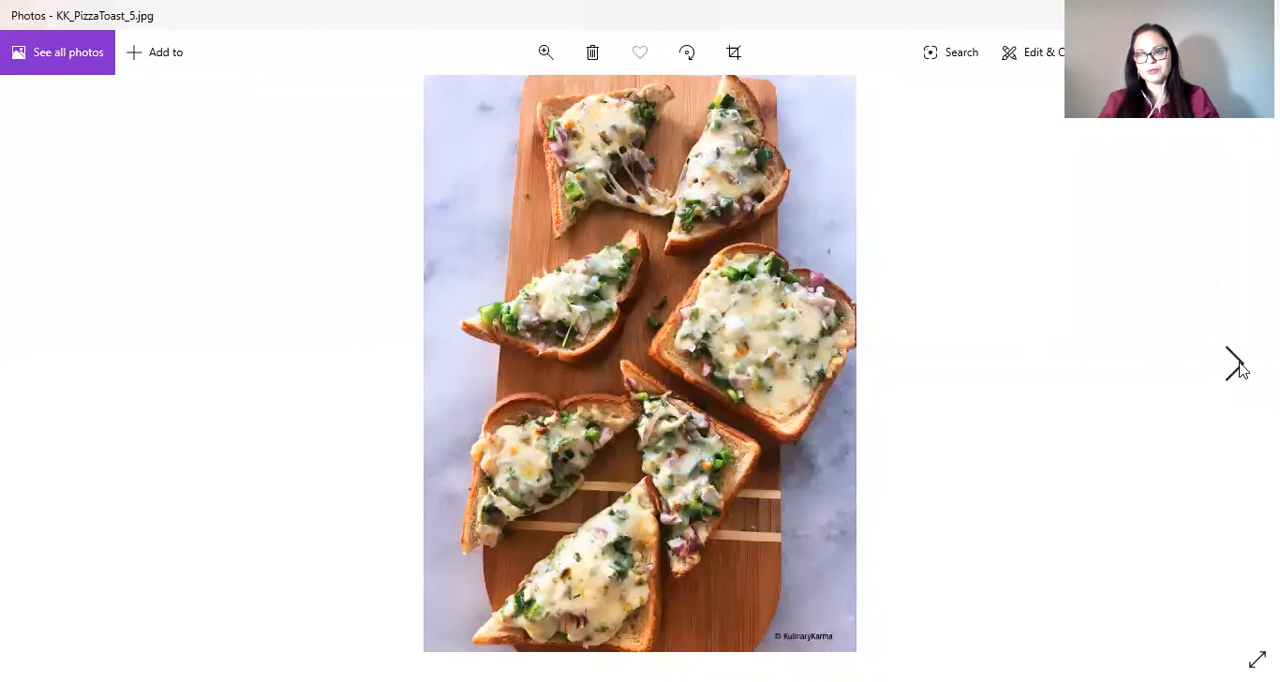 Photos - KK_PizzaToast_5.jpg
See all photos
Add to
Search
Edit & C
© KulinaryKarma